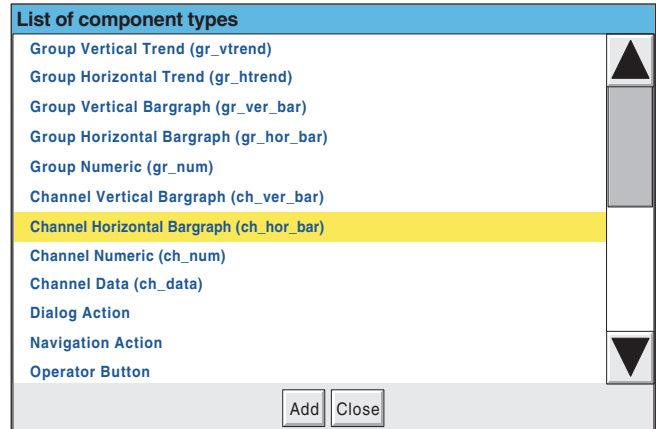 List of component types
Group Vertical Trend (gr_vtrend)
Group Horizontal Trend (gr_htrend)
Group Vertical Bargraph (gr_ver_bar)
Group Horizontal Bargraph (gr_hor_bar)
Group Numeric (gr_num)
Channel Vertical Bargraph (ch_ver_bar)
Channel Horizontal Bargraph (ch_hor_bar)
Channel Numeric (ch_num)
Channel Data (ch_data)
Dialog Action
Navigation Action
Operator Button
Add Close